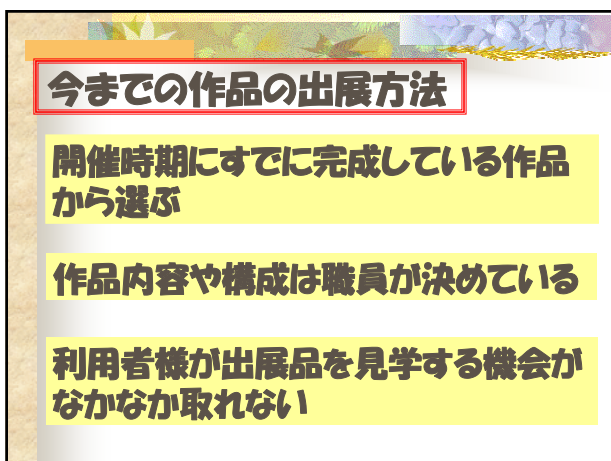 今までの作品の出展方法
開催時期にすでに完成している作品
から選ぶ
作品内容や構成は職員が決めている
利用者様が出展品を見学する機会が
なかなか取れない